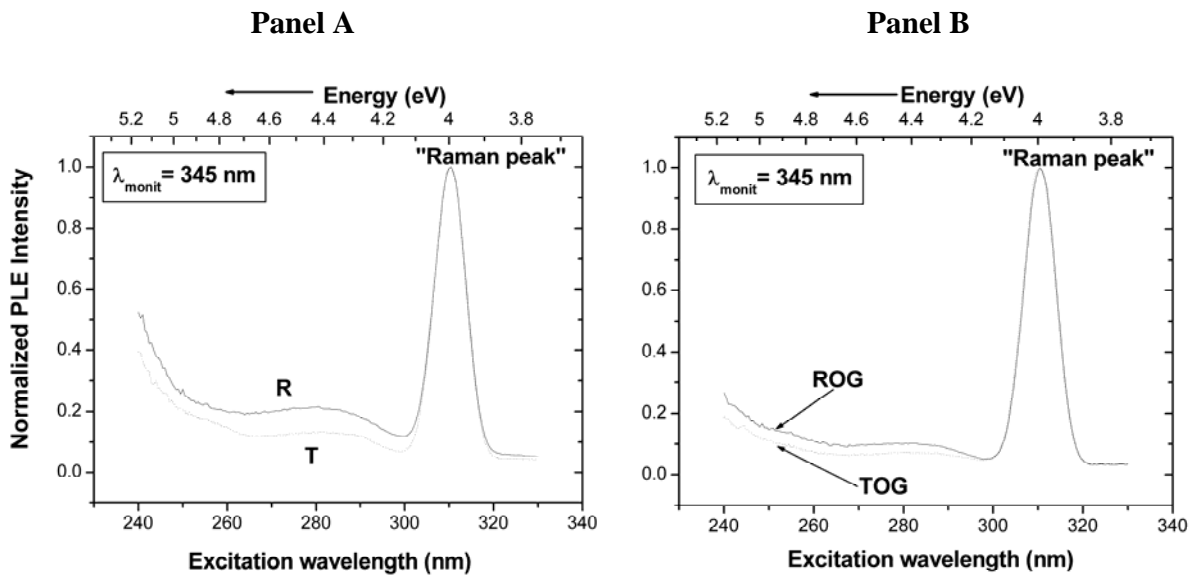 Panel A
Energy (eV)
5.2 5 4.8 4.6 4.4 4.2 4 3.8
"Raman peak"
λmonit= 345 nm
1.0
0.8
0.6
0.4
0.2
0.0
R
T
Normalized PLE Intensity
240 260 280 300 320 340
Excitation wavelength (nm)
Panel B
Energy (eV)
5.2 5 4.8 4.6 4.4 4.2 4 3.8
"Raman peak"
λmonit= 345 nm
1.0
0.8
0.6
0.4
0.2
0.0
ROG
TOG
240 260 280 300 320 340
Excitation wavelength (nm)